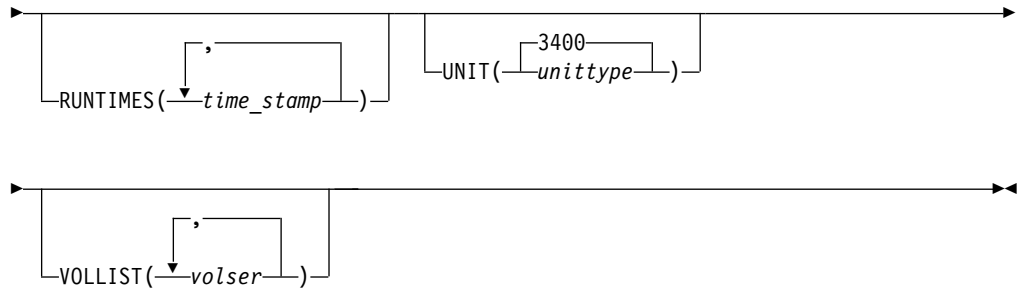 ,
3400
UNIT(unittype)
RUNTIMES(time_stamp)
,
VOLLIST(volser)